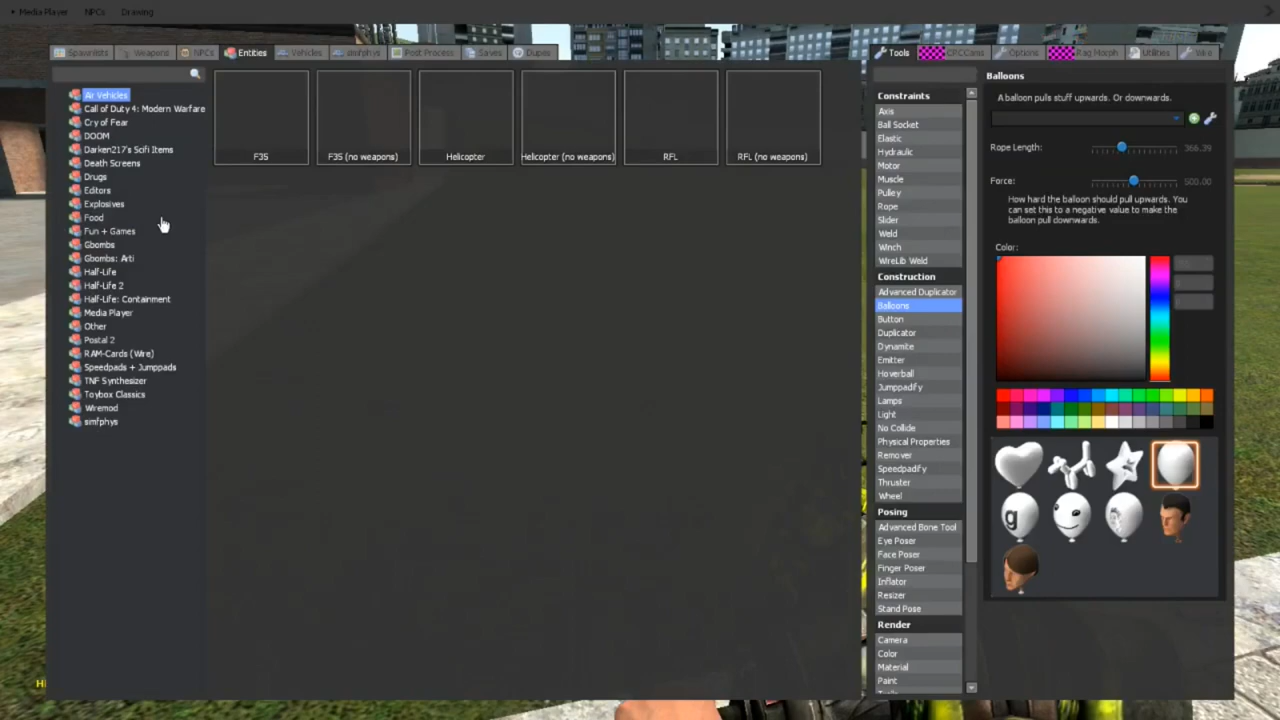 + Media Player NPCs Drawing
Spawnlists Weapons NPCs Entities Vehicles simfphys Post Process Saves Dupes
Air Vehicles
Call of Duty 4: Modern Warfare
Cry of Fear
DOOM
Darken217's Scifi Items
Death Screens
Drugs
Editors
Explosives
Food
Fun + Games
Gbombs
Gbombs: Arti
Half-Life
Half-Life 2
Half-Life: Containment
Media Player
Other
Postal 2
RAM-Cards (Wire)
Speedpads + Jumppads
TNF Synthesizer
Toybox Classics
Wiremod
simfphys
F35
F35 (no weapons)
Helicopter
Helicopter (no weapons)
RFL
RFL (no weapons)
Tools CPCCams Options Rag Morph Utilities Wire
Constraints
Axis
Ball Socket
Elastic
Hydraulic
Motor
Muscle
Pulley
Rope
Slider
Weld
Winch
WireLib Weld
Construction
Advanced Duplicator
Balloons
Button
Duplicator
Dynamite
Emitter
Hoverball
Jumppadify
Lamps
Light
No Collide
Physical Properties
Remover
Speedpadify
Thruster
Wheel
Posing
Advanced Bone Tool
Eye Poser
Face Poser
Finger Poser
Inflator
Resizer
Stand Pose
Render
Camera
Color
Material
Paint
Balloons
A balloon pulls stuff upwards. Or downwards.
Rope Length: 366.39
Force: 500.00
How hard the balloon should pull upwards. You
can set this to a negative value to make the
balloon pull downwards.
Color:
g